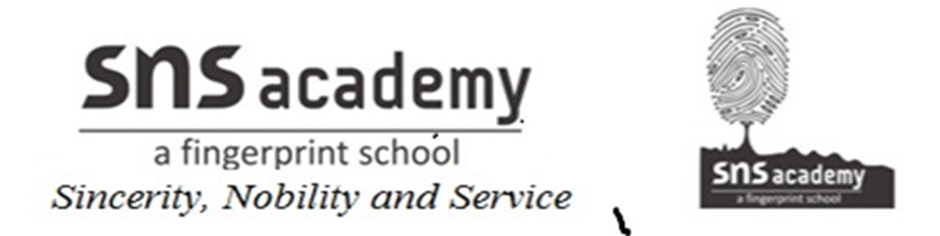 sns academy
a fingerprint school
Sincerity, Nobility and Service
sns academy
a fingerprint school